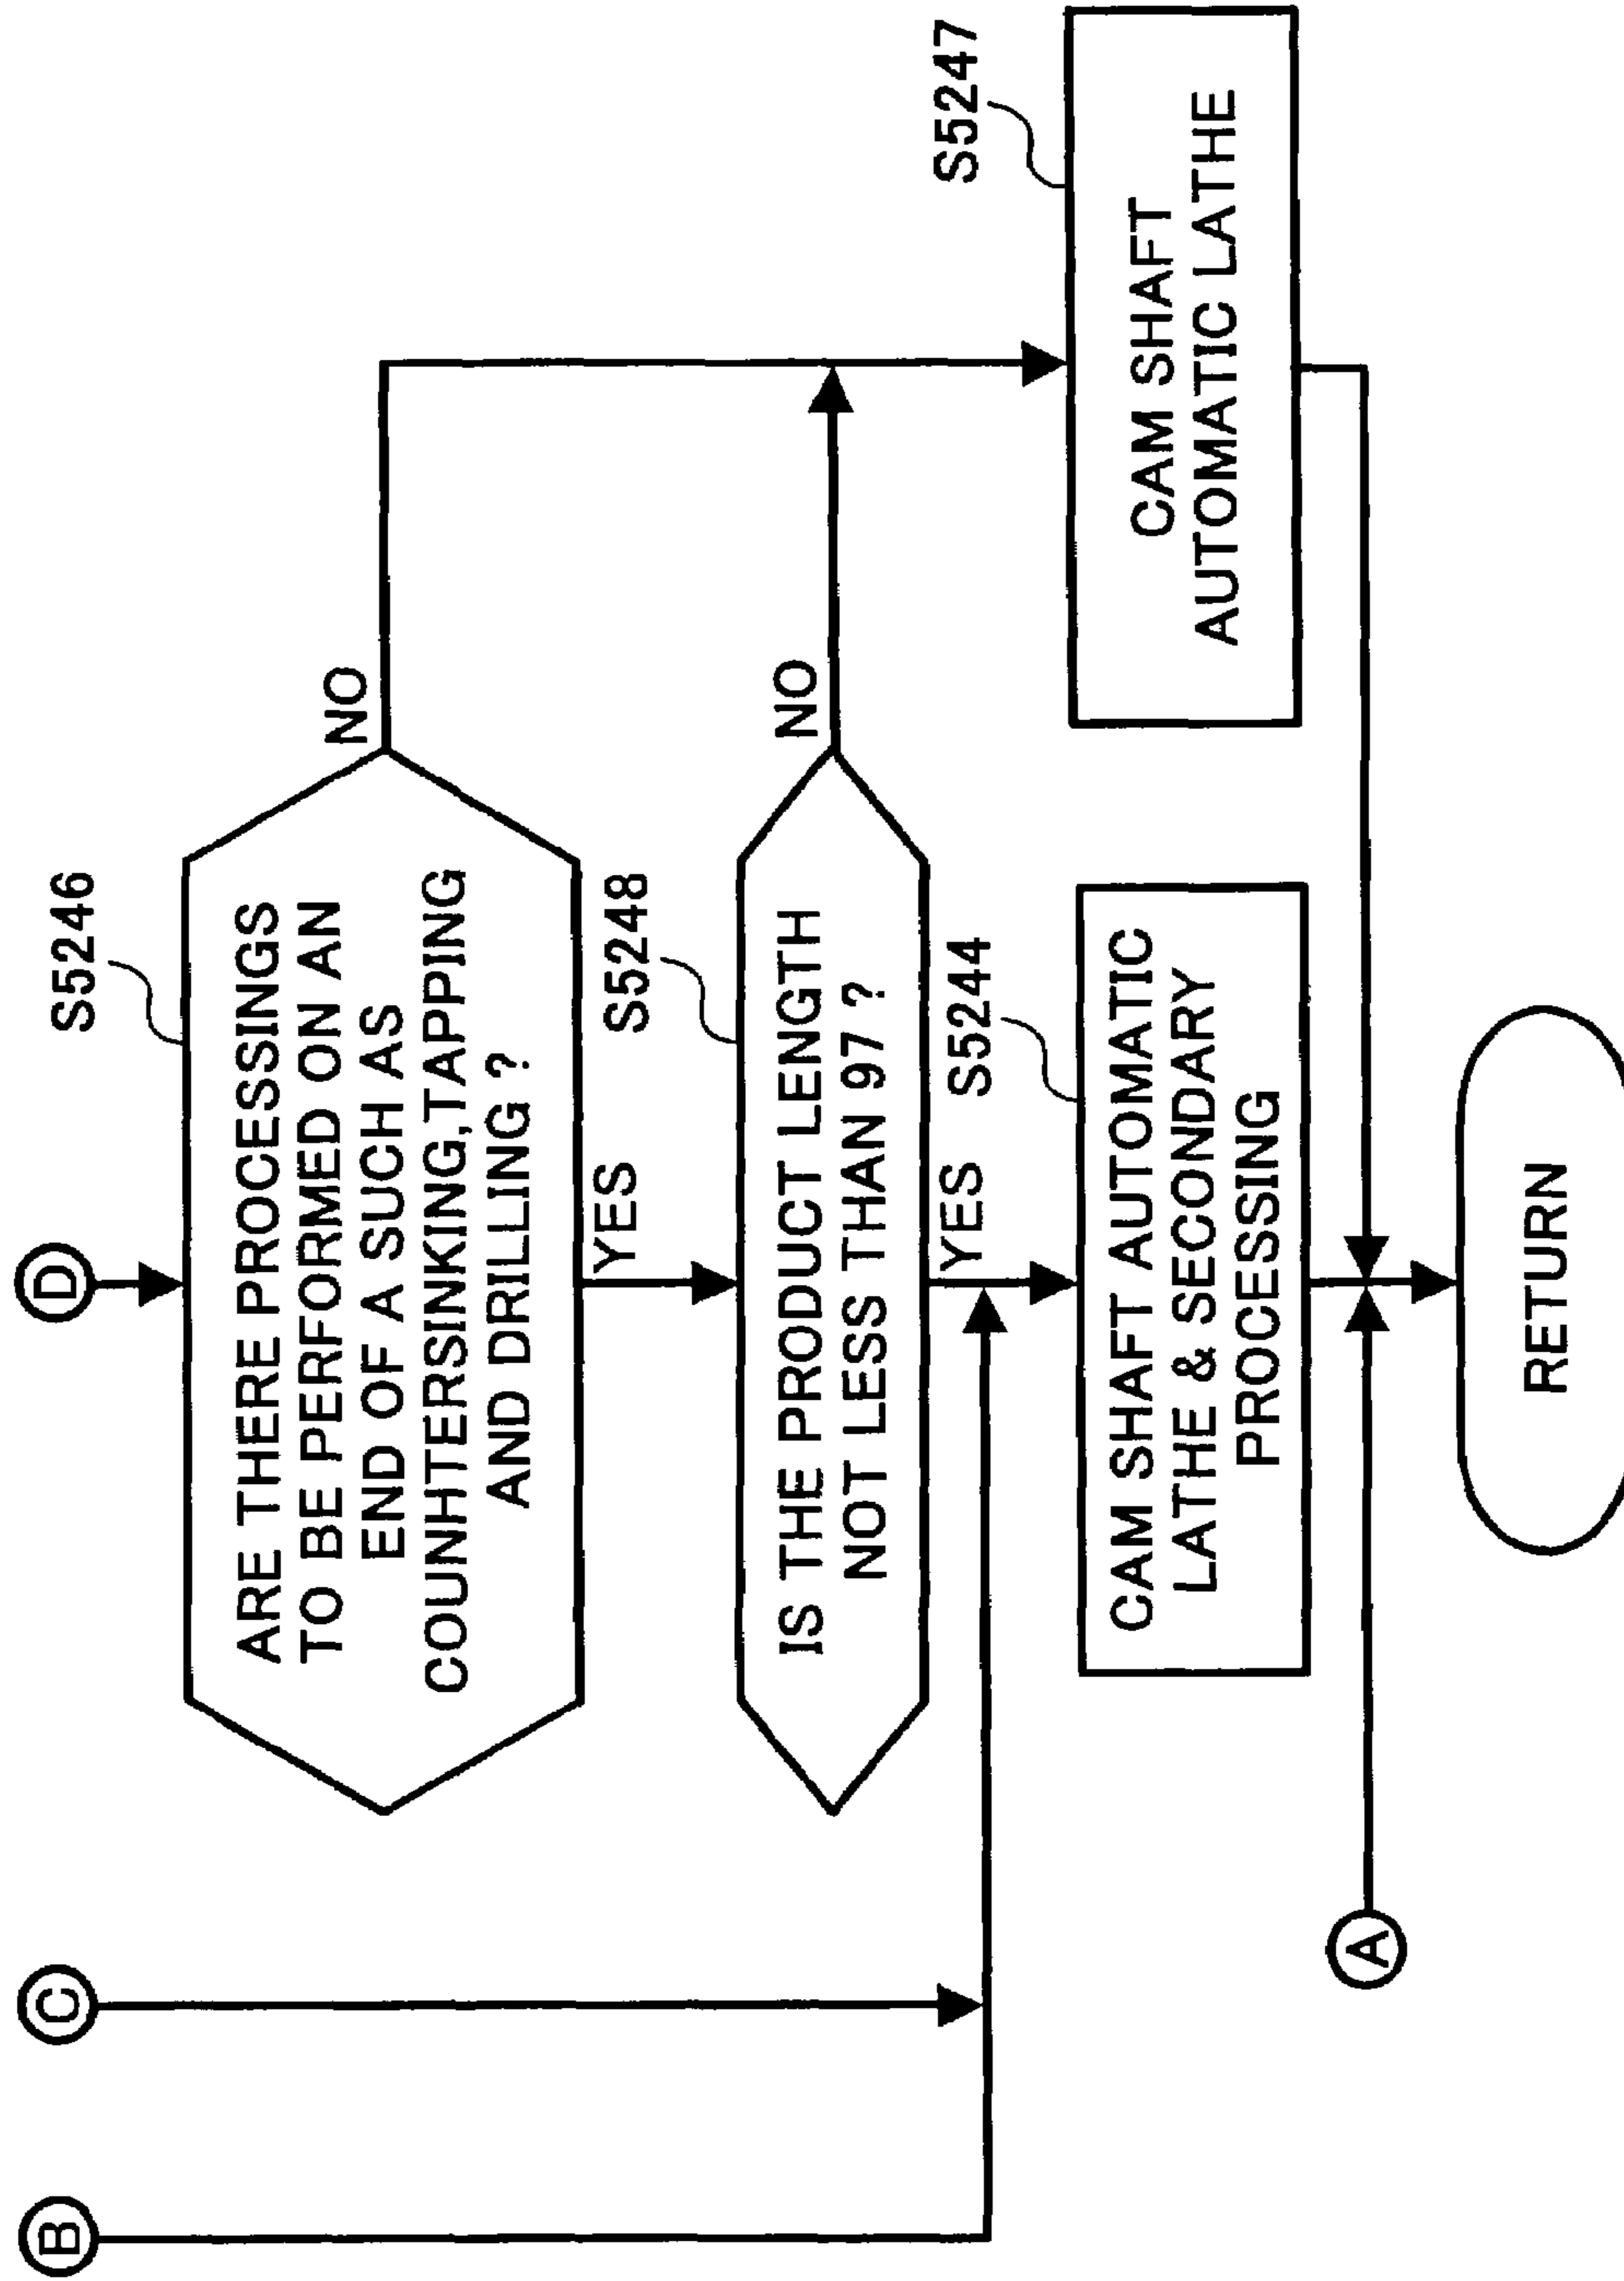 B
C
D
S5246
ARE THERE PROCESSINGS
TO BE PERFORMED ON AN
END OF A SUCH AS
COUNHTERSINKING,TAPPING
AND DRILLING ?
NO
YES
S5248
IS THE PRODUCT LENGTH
NOT LESS THAN 97 ?
NO
YES
S5244
CAM SHAFT AUTOMATIC
LATHE & SECONDARY
PROCESSING
S5247
CAM SHAFT
AUTOMATIC LATHE
A
RETURN